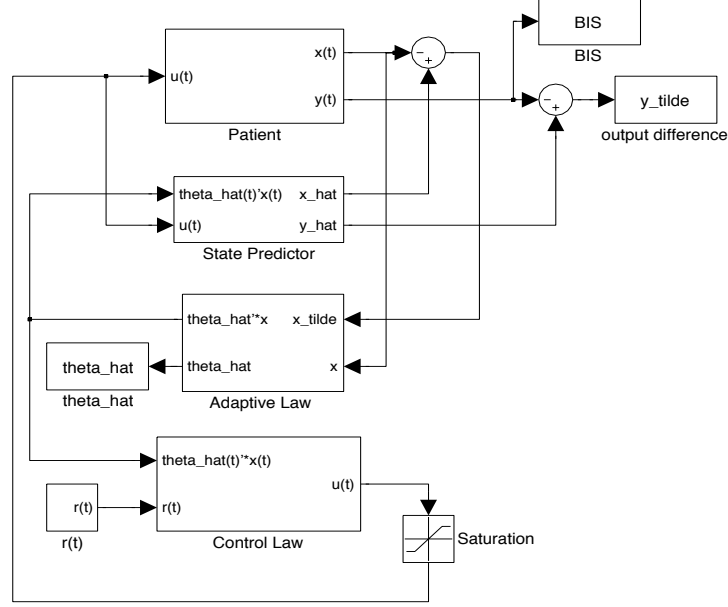 BIS
BIS
x(t)
u(t)
y(t)
Patient
-
+
-
+
y_tilde
output difference
theta_hat(t)'x(t)
x_hat
u(t)
y_hat
State Predictor
theta_hat'*x
x_tilde
theta_hat
x
Adaptive Law
theta_hat
theta_hat
theta_hat(t)'*x(t)
u(t)
r(t)
Control Law
r(t)
r(t)
Saturation